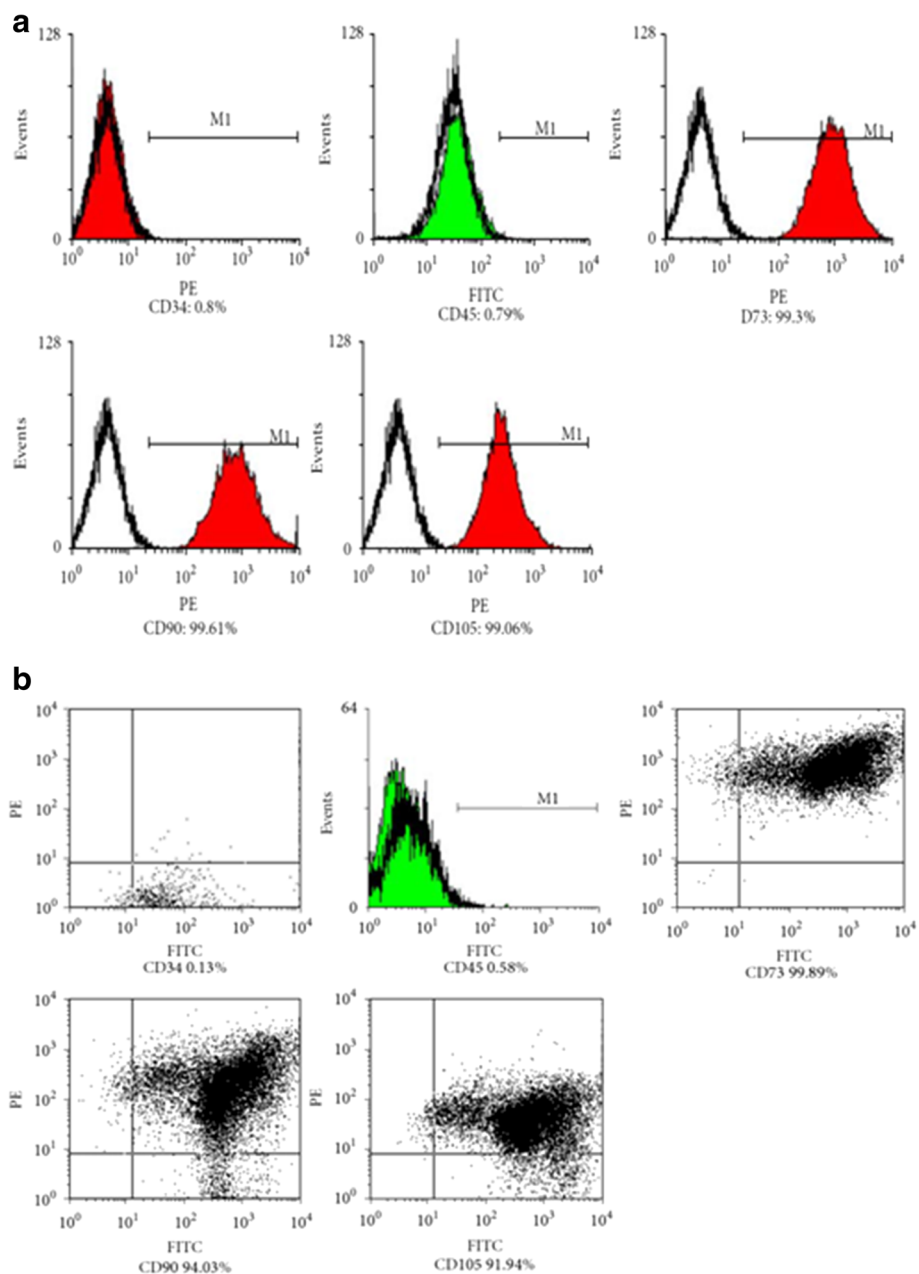 a
128
Events
M1
0
10⁰ 10¹ 10² 10³ 10⁴
PE
CD34: 0.8%
128
Events
M1
0
10⁰ 10¹ 10² 10³ 10⁴
FITC
CD45: 0.79%
128
Events
M1
0
10⁰ 10¹ 10² 10³ 10⁴
PE
D73: 99.3%
128
Events
M1
0
10⁰ 10¹ 10² 10³ 10⁴
PE
CD90: 99.61%
128
Events
M1
0
10⁰ 10¹ 10² 10³ 10⁴
PE
CD105: 99.06%
b
10⁴
10³
PE
10²
10¹
10⁰
10⁰ 10¹ 10² 10³ 10⁴
FITC
CD34 0.13%
64
Events
M1
0
10⁰ 10¹ 10² 10³ 10⁴
FITC
CD45 0.58%
10⁴
10³
PE
10²
10¹
10⁰
10⁰ 10¹ 10² 10³ 10⁴
FITC
CD73 99.89%
10⁴
10³
PE
10²
10¹
10⁰
10⁰ 10¹ 10² 10³ 10⁴
FITC
CD90 94.03%
10⁴
10³
PE
10²
10¹
10⁰
10⁰ 10¹ 10² 10³ 10⁴
FITC
CD105 91.94%